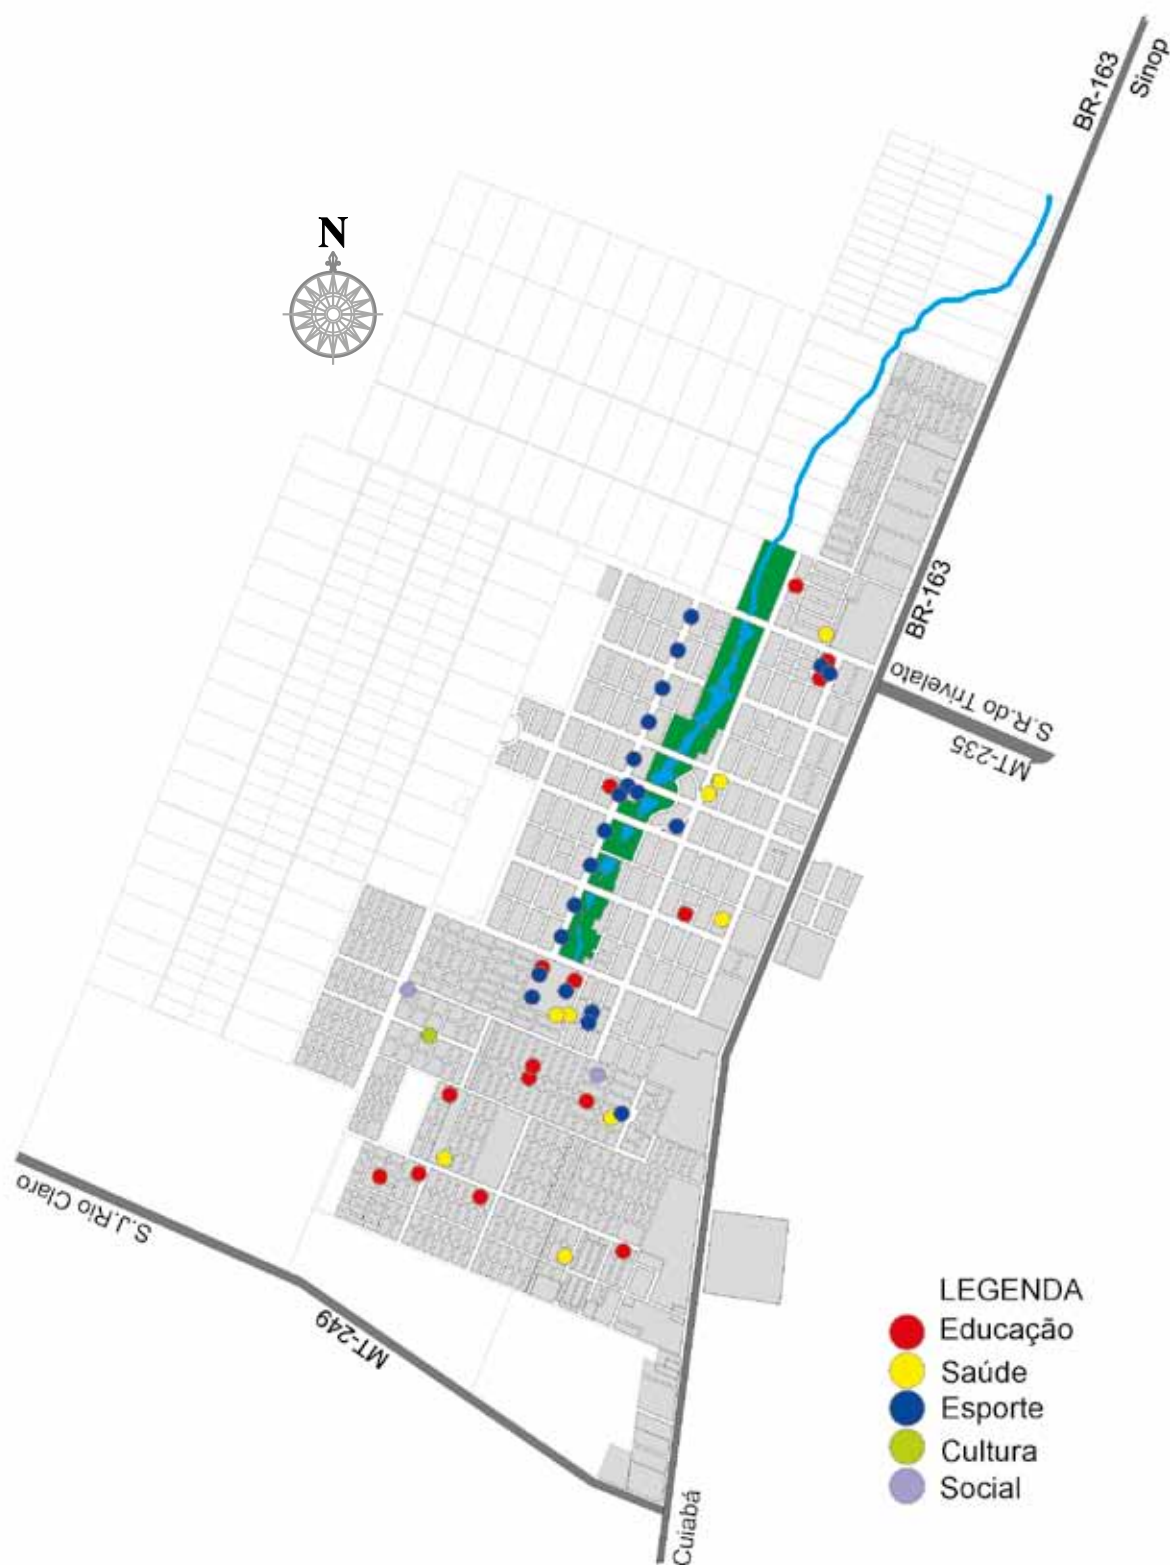 BR-163
Sinop
N
BR-163
S.R.do Trivelato
MT-235
S.J.Rio Claro
MT-249
LEGENDA
Educação
Saúde
Esporte
Cultura
Social
Cuiabá